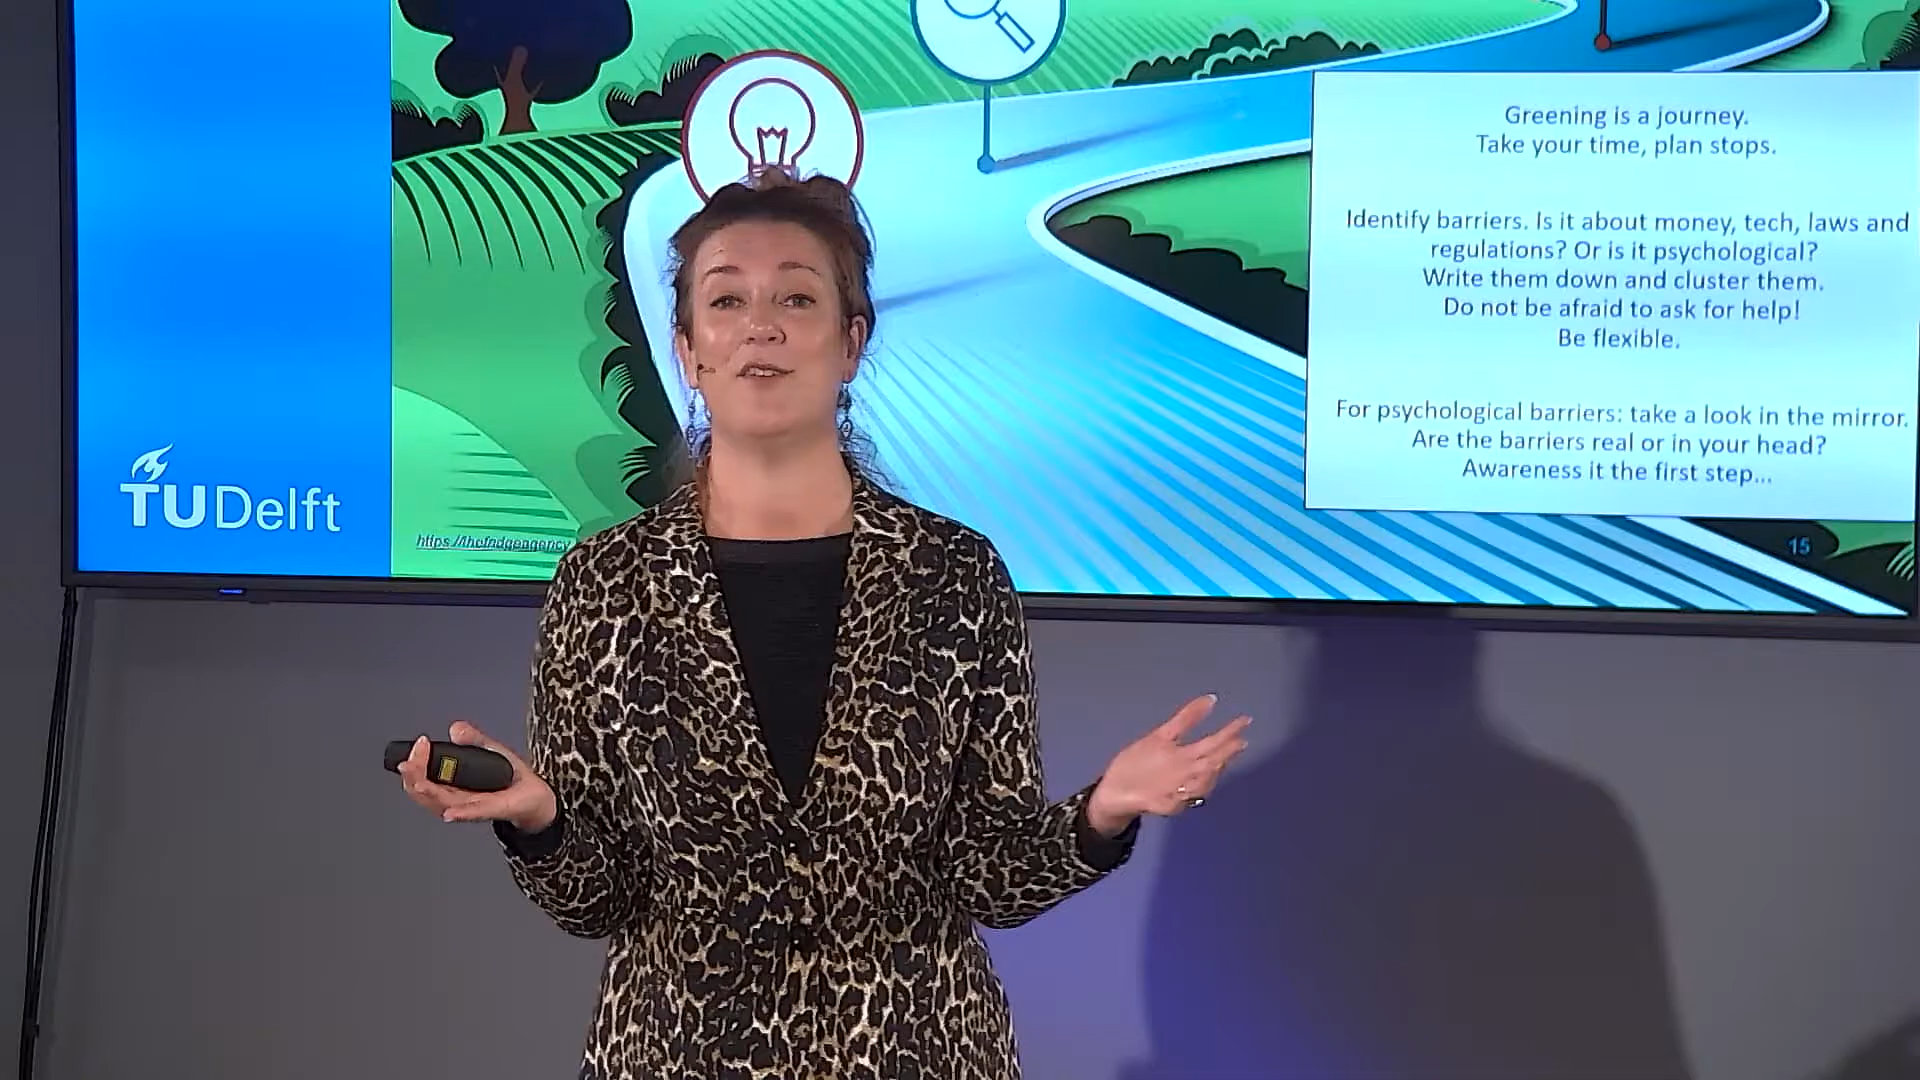 Greening is a journey.
Take your time, plan stops.
Identify barriers. Is it about money, tech, laws and
regulations? Or is it psychological?
Write them down and cluster them.
Do not be afraid to ask for help!
Be flexible.
For psychological barriers: take a look in the mirror.
Are the barriers real or in your head?
Awareness it the first step...
TUDelft
15